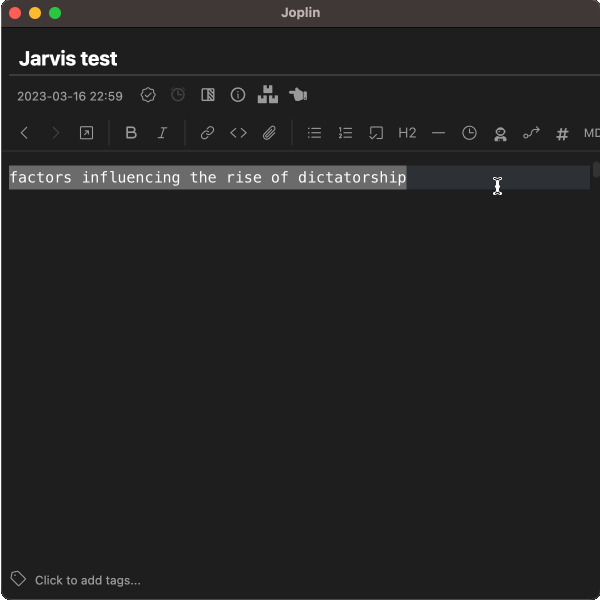 Joplin
Jarvis test
2023-03-16 22:59
B I H2 # MD
factors influencing the rise of dictatorship
Click to add tags...